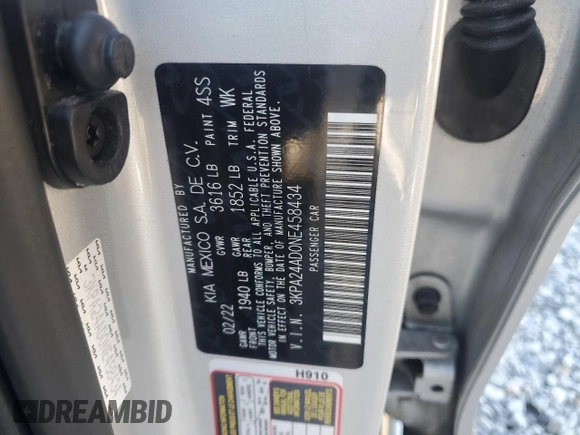 MANUFACTURED BY
KIA MEXICO S.A. DE C.V.
02/22 GVWR 3616 LB PAINT 4SS
GAWR FRONT 1940 LB GAWR REAR 1852 LB TRIM WK
THIS VEHICLE CONFORMS TO ALL APPLICABLE U.S.A. FEDERAL
MOTOR VEHICLE SAFETY, BUMPER, AND THEFT PREVENTION STANDARDS
IN EFFECT ON THE DATE OF MANUFACTURE SHOWN ABOVE.
V.I.N. 3KPA24AD0NE458434
PASSENGER CAR
H910
DREAMBID